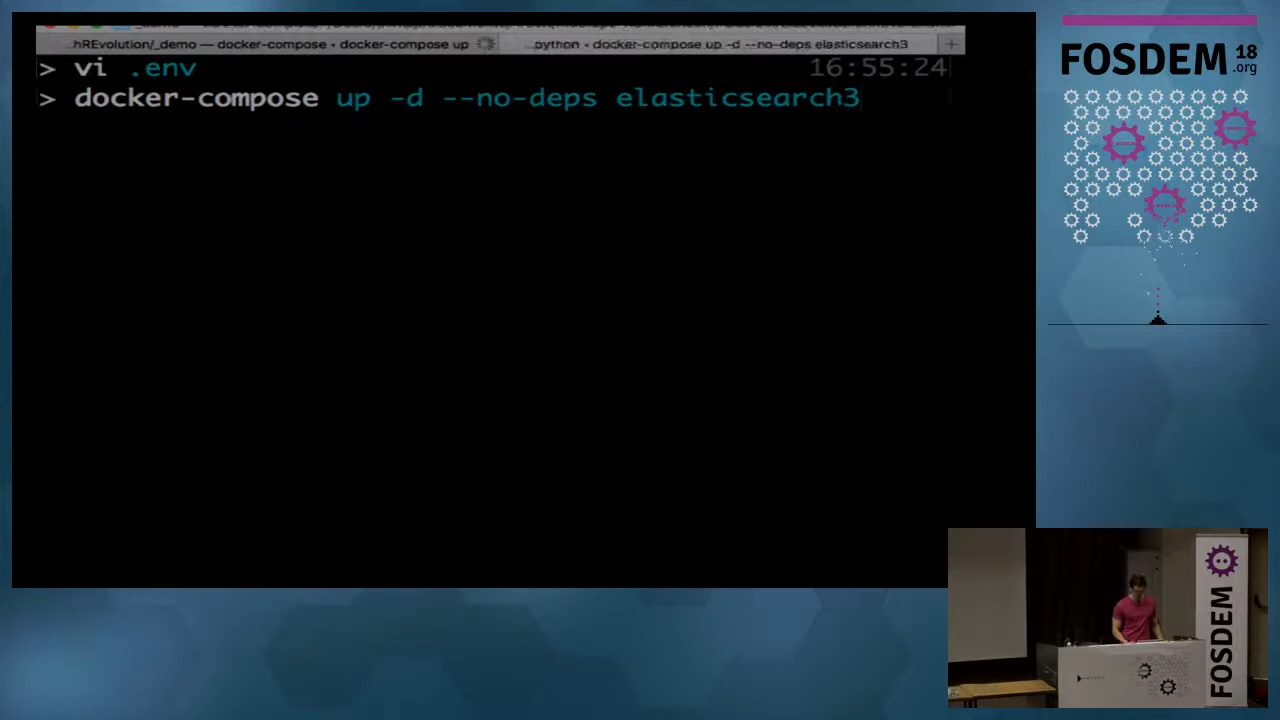 .hREvolution/_demo — docker-compose • docker-compose up
python • docker-compose up -d --no-deps elasticsearch3 +
> vi .env 16:55:24
> docker-compose up -d --no-deps elasticsearch3
FOSDEM 18
.org
FOSDEM